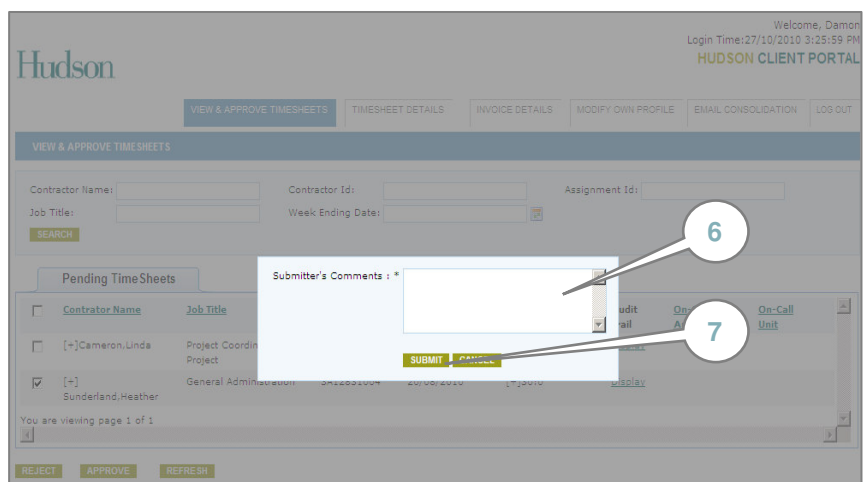 Welcome, Damon
Login Time:27/10/2010 3:25:59 PM
Hudson
HUDSON CLIENT PORTAL
VIEW & APPROVE TIMESHEETS TIMESHEET DETAILS INVOICE DETAILS MODIFY OWN PROFILE EMAIL CONSOLIDATION LOG OUT
VIEW & APPROVE TIMESHEETS
Contractor Name: Contractor Id: Assignment Id:
Job Title: Week Ending Date:
SEARCH
6
Pending TimeSheets
Submitter's Comments : *
Contrator Name Job Title On-Call
Unit
7
[+]Cameron,Linda Project
Project
SUBMIT CANCEL
[+] General Administration 20/08/2010 Display
Sunderland,Heather
You are viewing page 1 of 1
REJECT APPROVE REFRESH